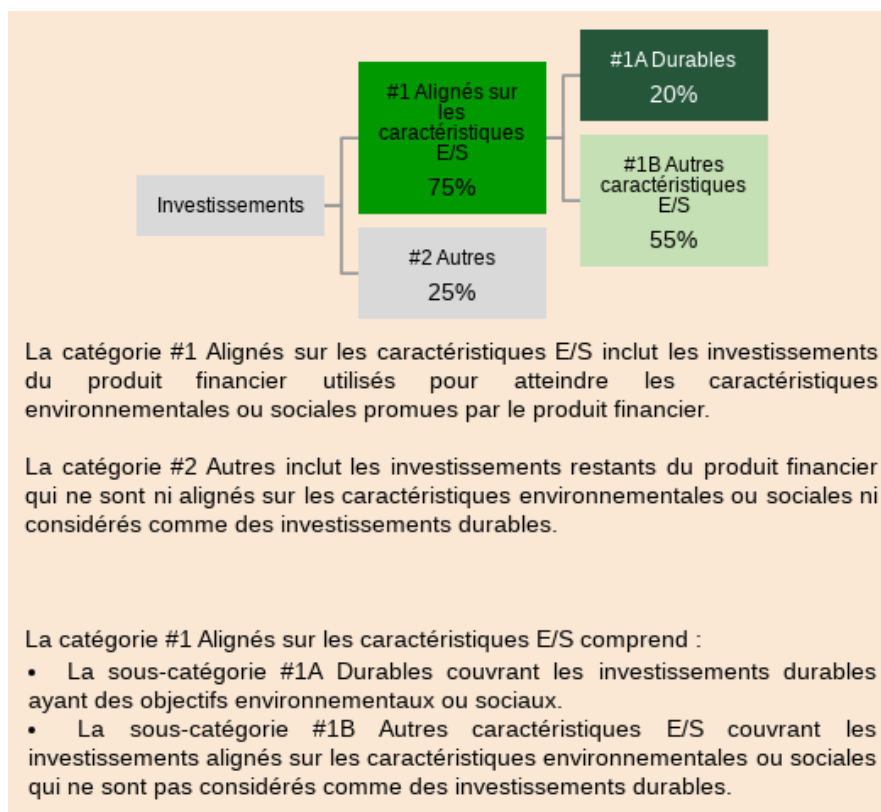 #1A Durables
20%
#1 Alignés sur
les
caractéristiques
E/S
75%
#1B Autres
caractéristiques
E/S
55%
Investissements
#2 Autres
25%
La catégorie #1 Alignés sur les caractéristiques E/S inclut les investissements
du produit financier utilisés pour atteindre les caractéristiques
environnementales ou sociales promues par le produit financier.
La catégorie #2 Autres inclut les investissements restants du produit financier
qui ne sont ni alignés sur les caractéristiques environnementales ou sociales ni
considérés comme des investissements durables.
La catégorie #1 Alignés sur les caractéristiques E/S comprend :
• La sous-catégorie #1A Durables couvrant les investissements durables
ayant des objectifs environnementaux ou sociaux.
• La sous-catégorie #1B Autres caractéristiques E/S couvrant les
investissements alignés sur les caractéristiques environnementales ou sociales
qui ne sont pas considérés comme des investissements durables.